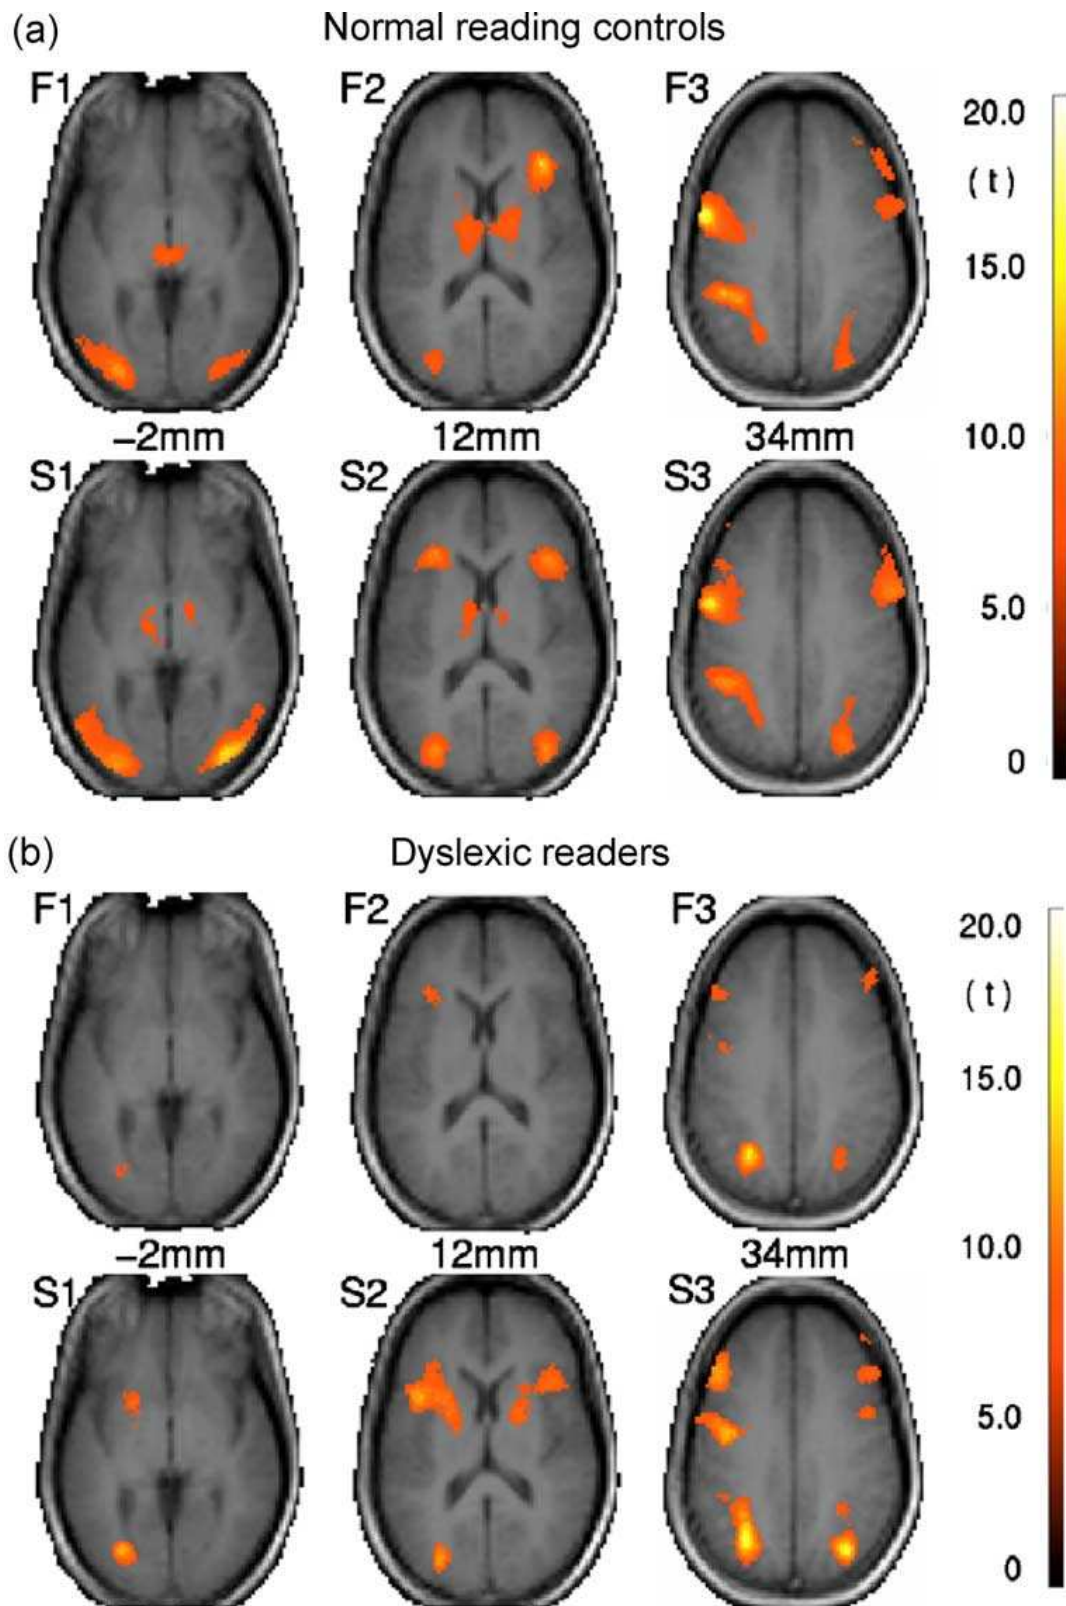 (a) Normal reading controls
F1 F2 F3
20.0
(t)
15.0
10.0
5.0
0
-2mm 12mm 34mm
S1 S2 S3
(b) Dyslexic readers
F1 F2 F3
20.0
(t)
15.0
10.0
5.0
0
-2mm 12mm 34mm
S1 S2 S3